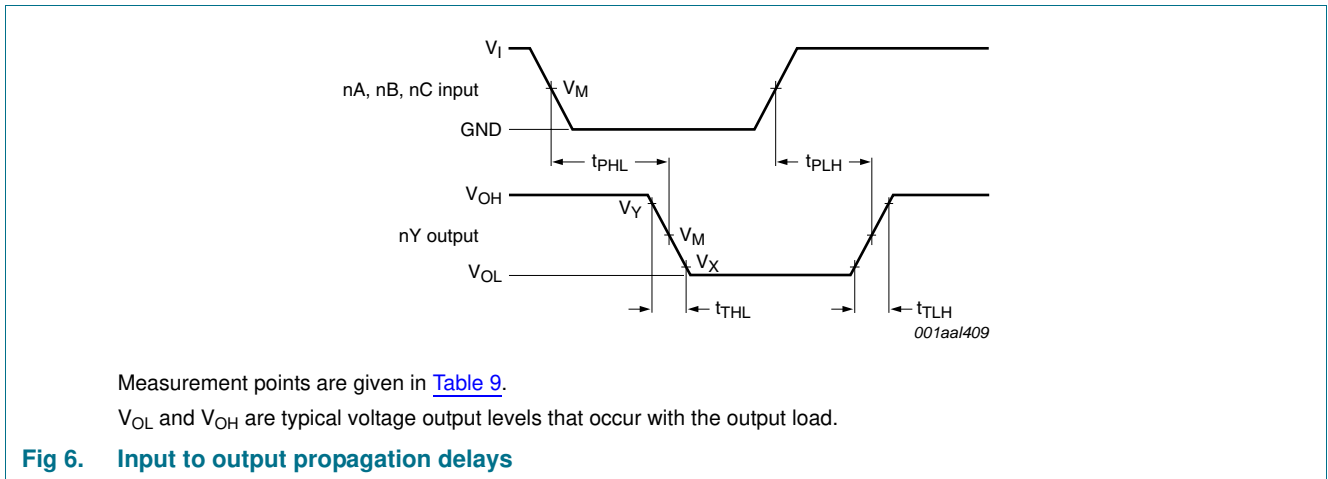 V_I
nA, nB, nC input
V_M
GND
t_PHL
t_PLH
V_OH
V_Y
nY output
V_M
V_X
V_OL
t_THL
t_TLH
001aal409
Measurement points are given in Table 9.
V_OL and V_OH are typical voltage output levels that occur with the output load.
Fig 6. Input to output propagation delays